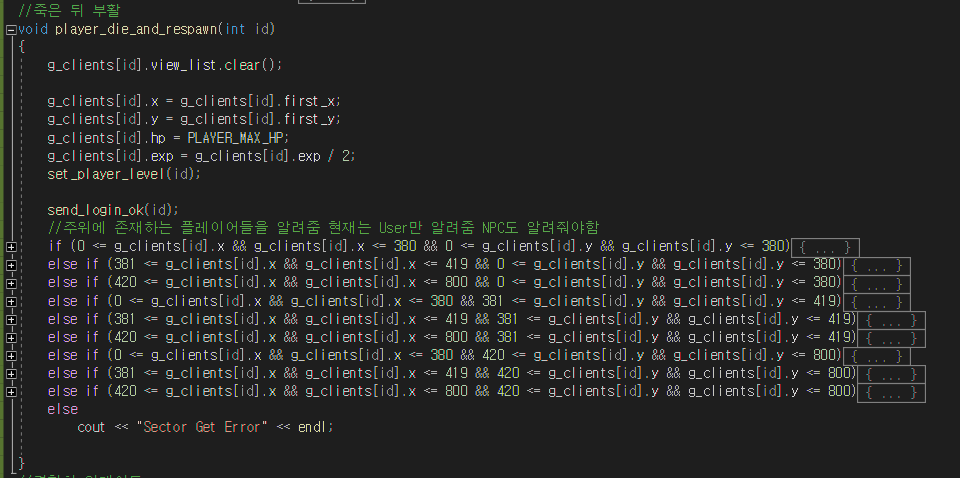 //죽은 뒤 부활
void player_die_and_respawn(int id)
{
g_clients[id].view_list.clear();
g_clients[id].x = g_clients[id].first_x;
g_clients[id].y = g_clients[id].first_y;
g_clients[id].hp = PLAYER_MAX_HP;
g_clients[id].exp = g_clients[id].exp / 2;
set_player_level(id);
send_login_ok(id);
//주위에 존재하는 플레이어들을 알려줌 현재는 User만 알려줌 NPC도 알려줘야함
if (0 <= g_clients[id].x && g_clients[id].x <= 380 && 0 <= g_clients[id].y && g_clients[id].y <= 380){ ... }
else if (381 <= g_clients[id].x && g_clients[id].x <= 419 && 0 <= g_clients[id].y && g_clients[id].y <= 380){ ... }
else if (420 <= g_clients[id].x && g_clients[id].x <= 800 && 0 <= g_clients[id].y && g_clients[id].y <= 380){ ... }
else if (0 <= g_clients[id].x && g_clients[id].x <= 380 && 381 <= g_clients[id].y && g_clients[id].y <= 419){ ... }
else if (381 <= g_clients[id].x && g_clients[id].x <= 419 && 381 <= g_clients[id].y && g_clients[id].y <= 419){ ... }
else if (420 <= g_clients[id].x && g_clients[id].x <= 800 && 381 <= g_clients[id].y && g_clients[id].y <= 419){ ... }
else if (0 <= g_clients[id].x && g_clients[id].x <= 380 && 420 <= g_clients[id].y && g_clients[id].y <= 800){ ... }
else if (381 <= g_clients[id].x && g_clients[id].x <= 419 && 420 <= g_clients[id].y && g_clients[id].y <= 800){ ... }
else if (420 <= g_clients[id].x && g_clients[id].x <= 800 && 420 <= g_clients[id].y && g_clients[id].y <= 800){ ... }
else
cout << "Sector Get Error" << endl;
}